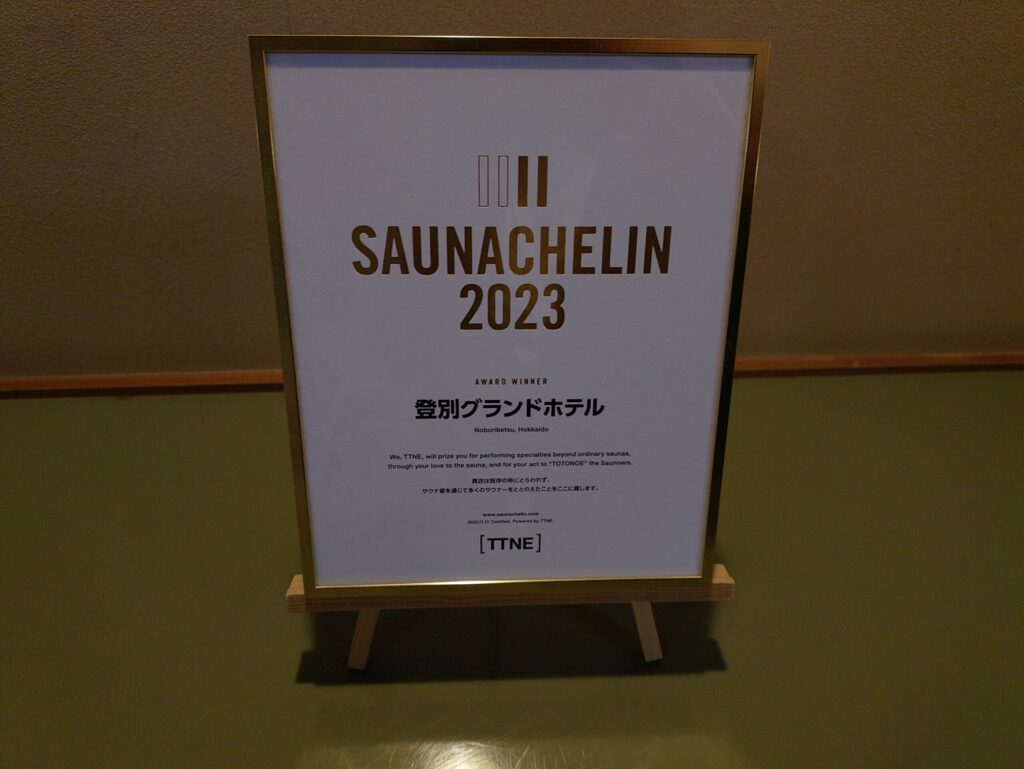 SAUNACHELIN
2023
AWARD WINNER
登別グランドホテル
Noboribetsu, Hokkaido
We, TTNE, will prize you for performing specialties beyond ordinary saunas,
through your love to the sauna, and for your act to "TOTONOE" the Saunners.
貴店は既存の枠にとらわれず、
サウナ愛を通じて多くのサウナーをととのえたことをここに賞します。
www.saunachelin.com
2023.11.11 Certified. Powered by TTNE.
[TTNE]